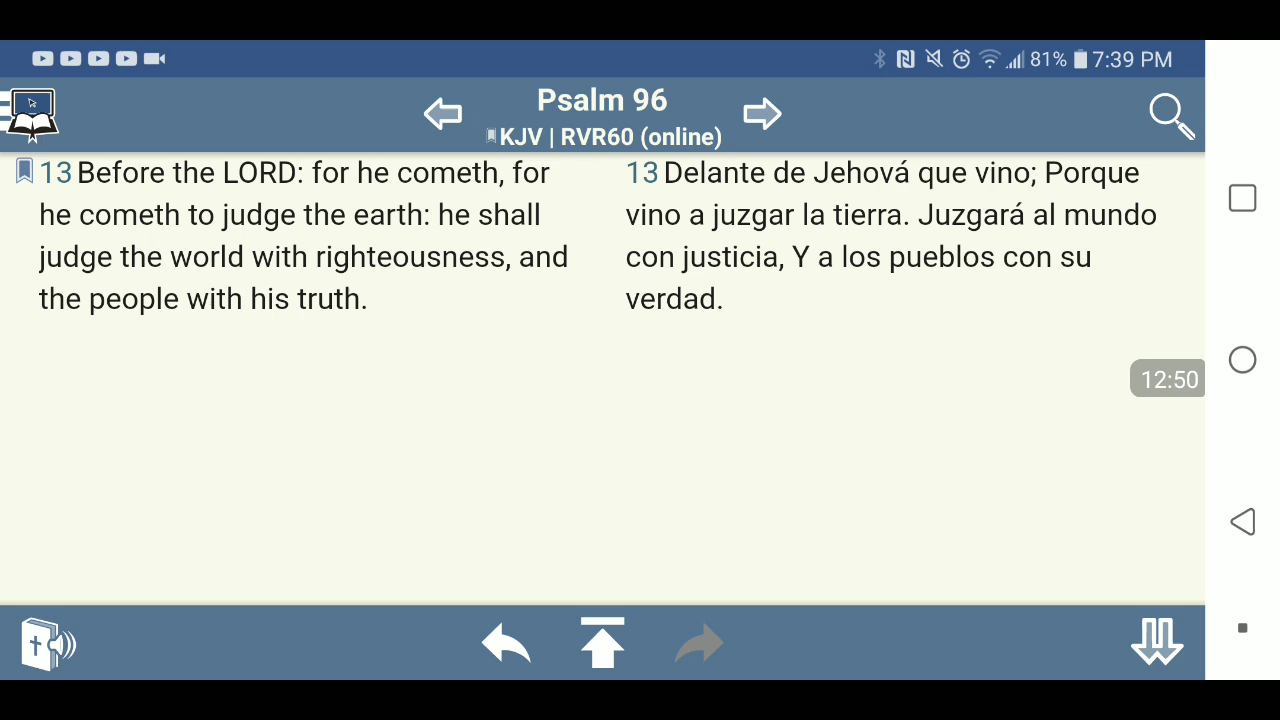 81% 7:39 PM
Psalm 96
KJV | RVR60 (online)
13 Before the LORD: for he cometh, for
he cometh to judge the earth: he shall
judge the world with righteousness, and
the people with his truth.
13 Delante de Jehová que vino; Porque
vino a juzgar la tierra. Juzgará al mundo
con justicia, Y a los pueblos con su
verdad.
12:50